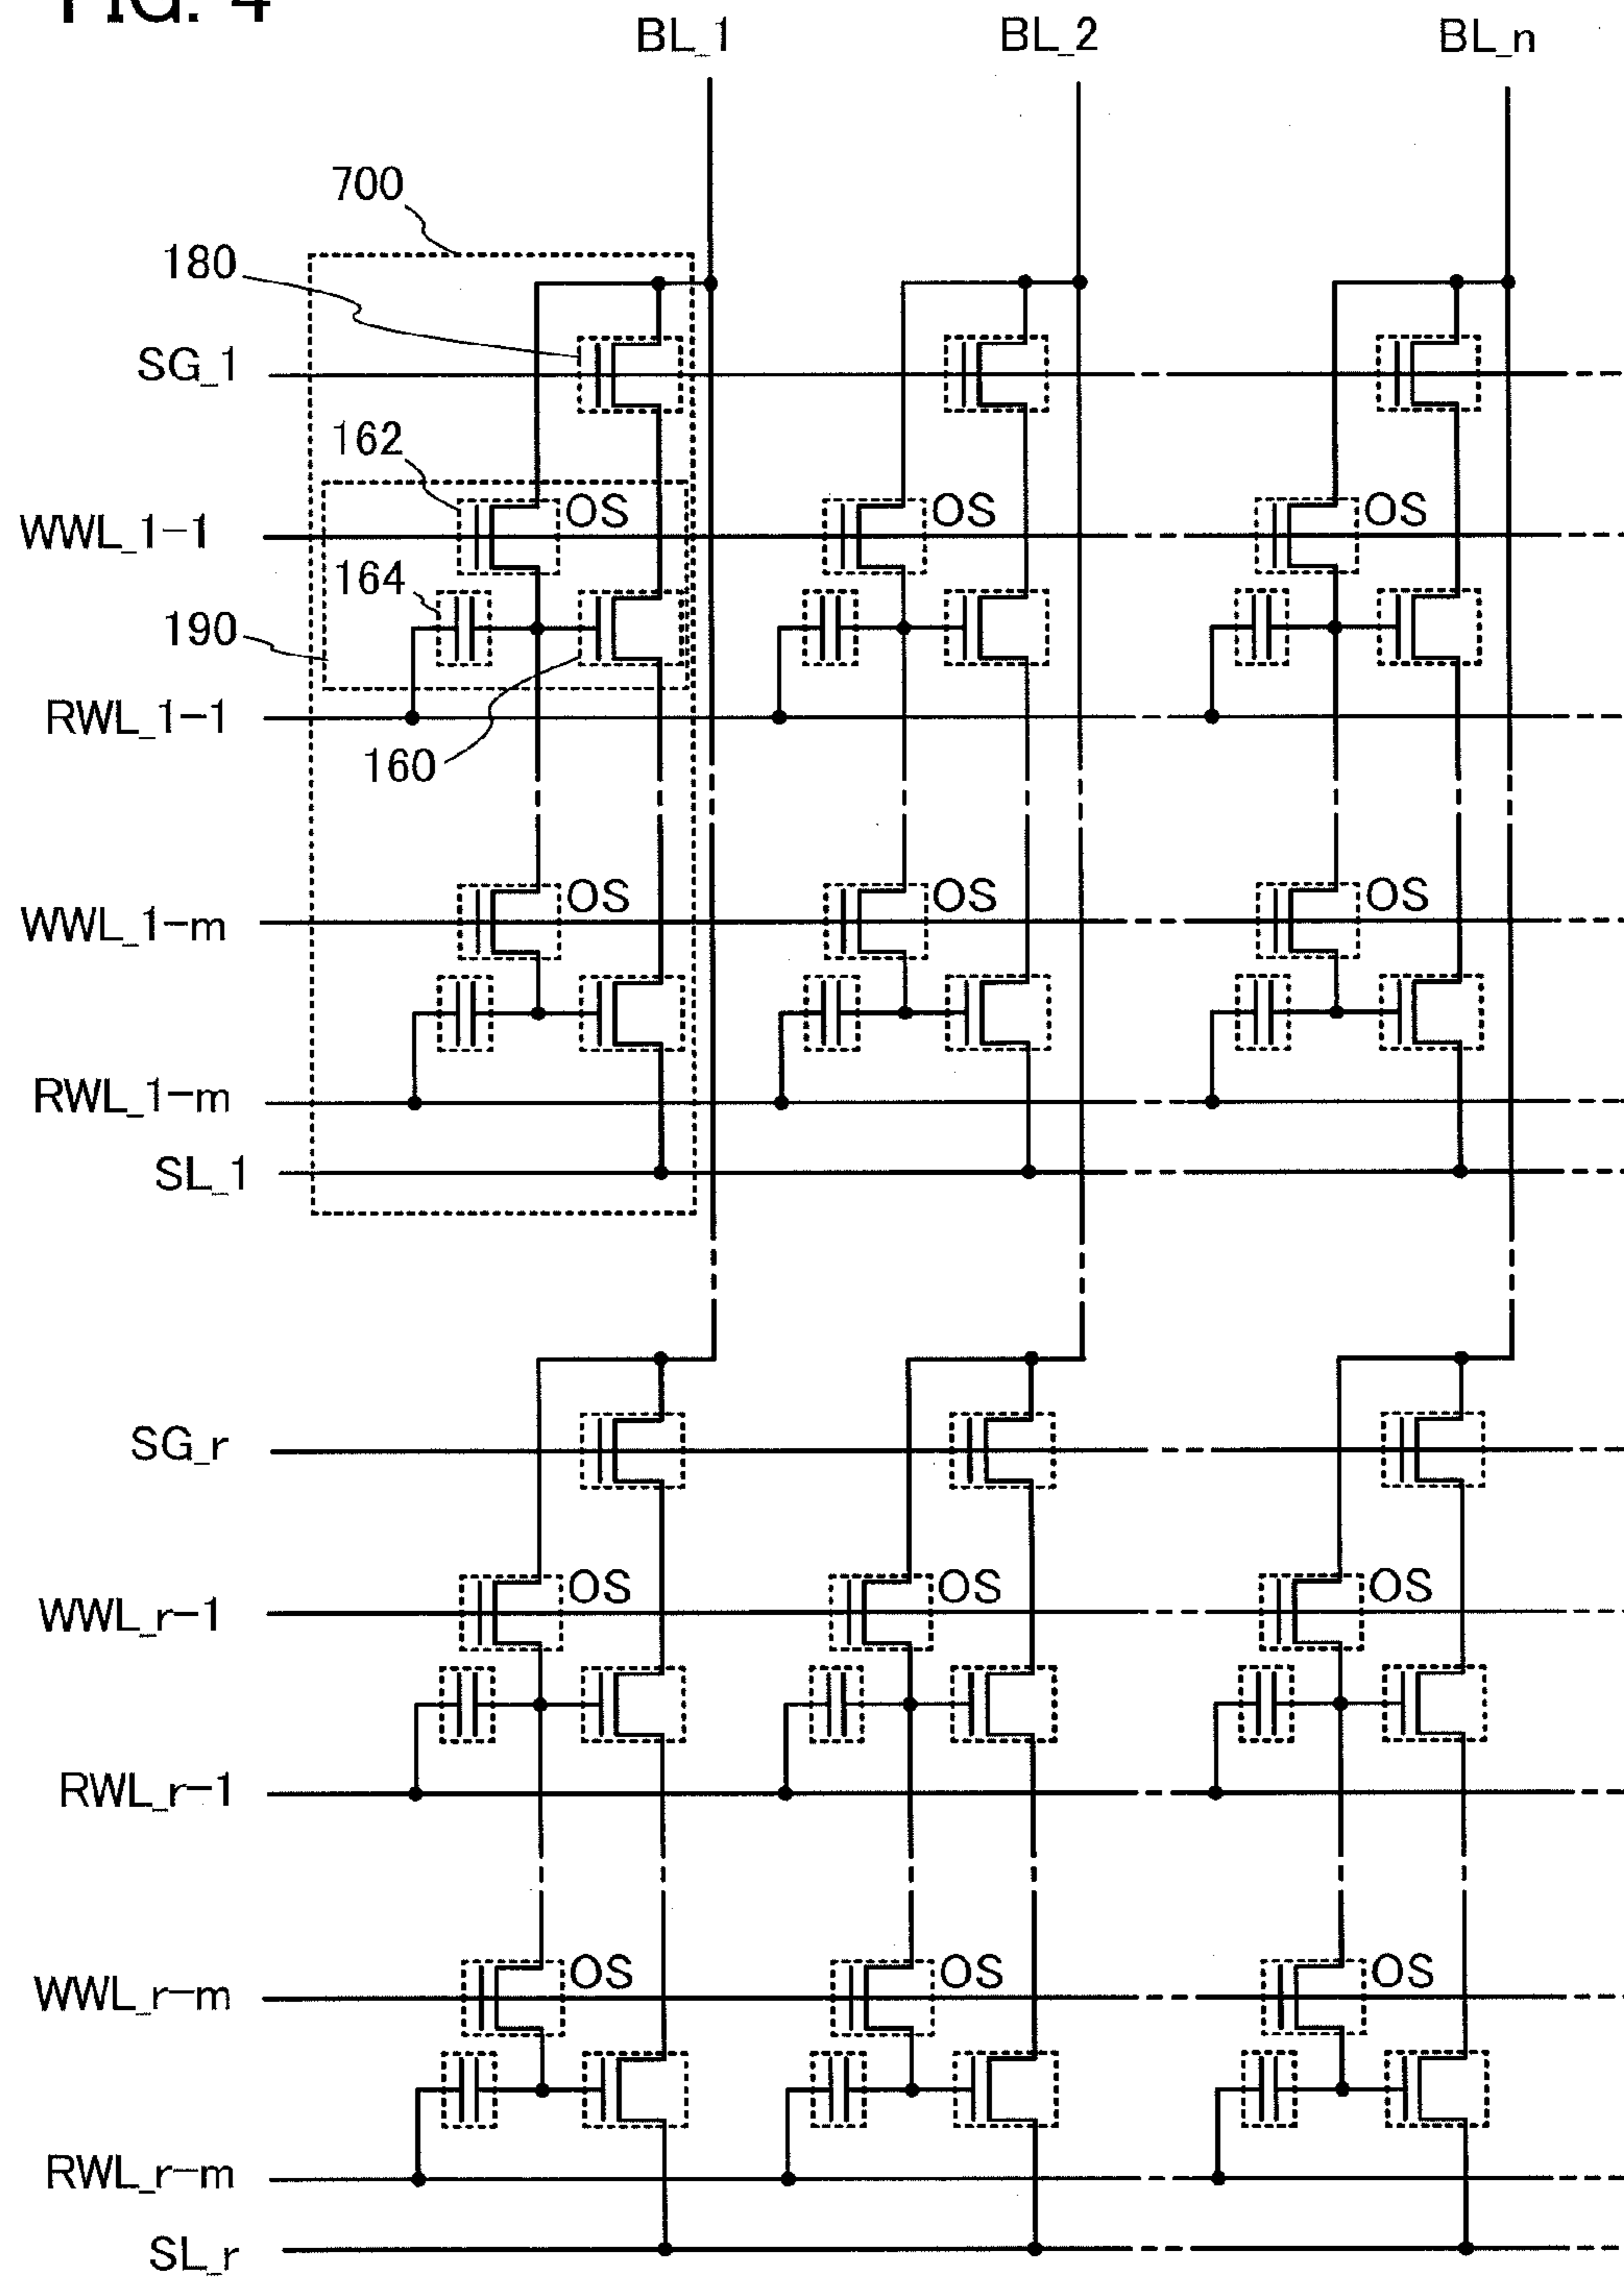 FIG. 4
BL_1 BL_2 BL_n
700
180
SG_1
162 OS OS OS
WWL_1-1
164
190
RWL_1-1
160
OS OS OS
WWL_1-m
RWL_1-m
SL_1
SG_r
OS OS OS
WWL_r-1
RWL_r-1
OS OS OS
WWL_r-m
RWL_r-m
SL_r